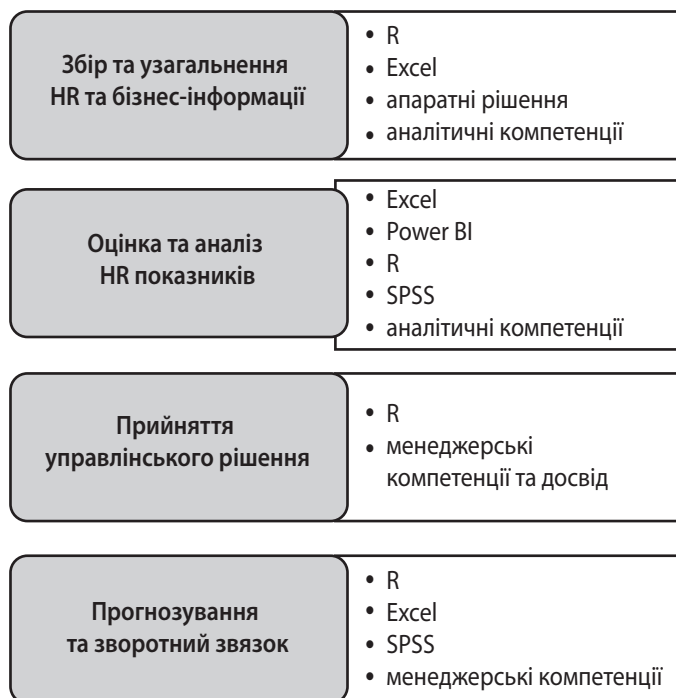 Збір та узагальнення
HR та бізнес-інформації
• R
• Excel
• апаратні рішення
• аналітичні компетенції
Оцінка та аналіз
HR показників
• Excel
• Power BI
• R
• SPSS
• аналітичні компетенції
Прийняття
управлінського рішення
• R
• менеджерські
компетенції та досвід
Прогнозування
та зворотний звязок
• R
• Excel
• SPSS
• менеджерські компетенції